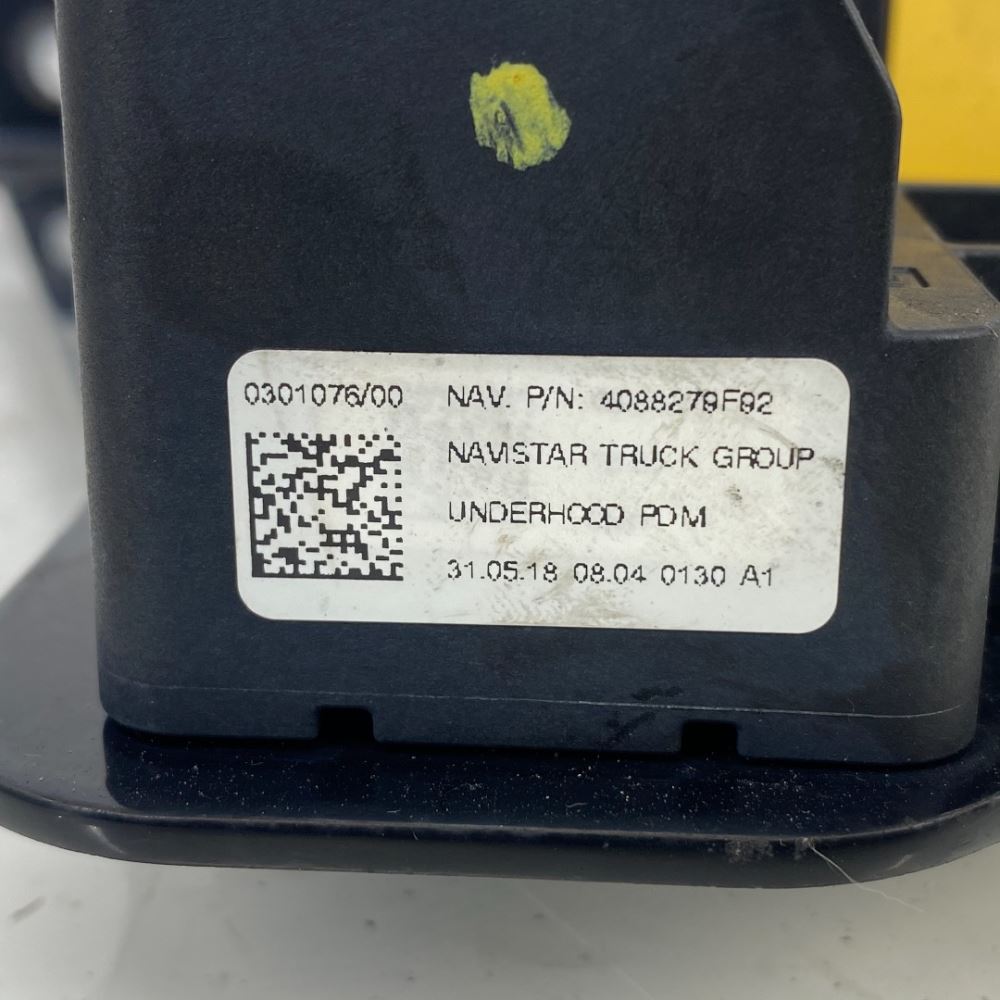 0301076/00
NAV. P/N: 4088279F92
NAVISTAR TRUCK GROUP
UNDERHOOD PDM
31.05.18 08.04 0130 A1